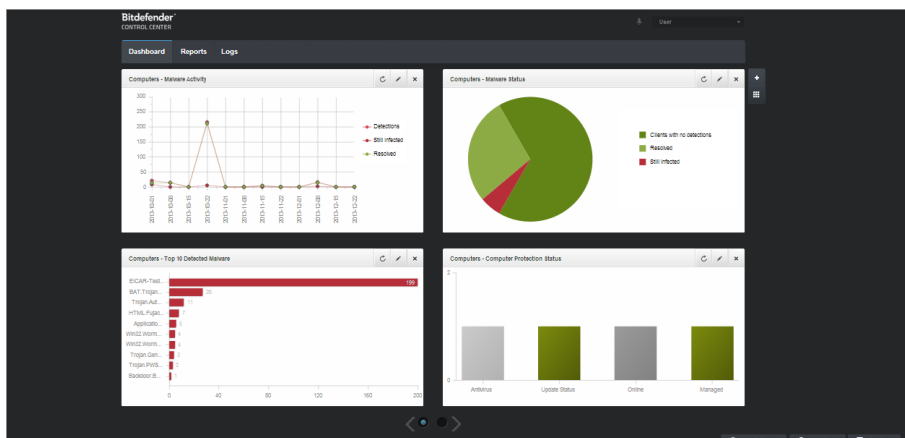 Bitdefender
CONTROL CENTER
User
Dashboard Reports Logs
Computers - Malware Activity
300
250
200
150
100
50
0
2013-10-01
2013-10-08
2013-10-15
2013-10-22
2013-11-01
2013-11-08
2013-11-15
2013-11-22
2013-12-01
2013-12-08
2013-12-15
2013-12-22
Detections
Still Infected
Resolved
Computers - Malware Status
Clients with no detections
Resolved
Still infected
Computers - Top 10 Detected Malware
EICAR-Test... 199
BAT.Trojan...
Trojan.Aut... 11
HTML.Fujac... 7
Applicatio...
Win32.Worm...
Win32.Worm...
Trojan.Gen...
Trojan.PWS...
Backdoor.B... 1
0 40 80 120 160 200
Computers - Computer Protection Status
2
0
Antivirus Update Status Online Managed